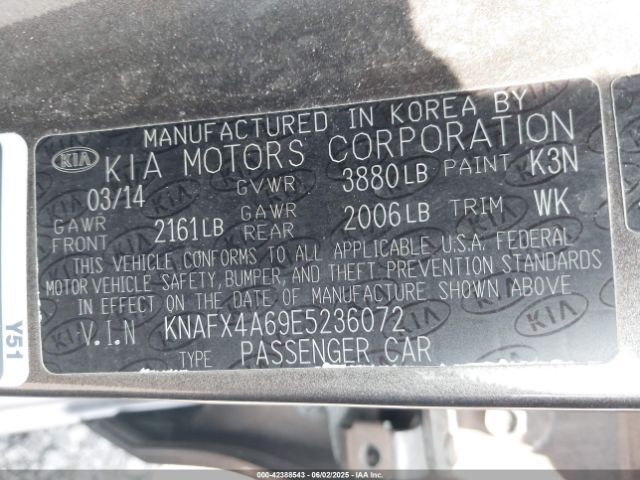 MANUFACTURED IN KOREA BY
KIA KIA MOTORS CORPORATION
03/14 GVWR 3880LB PAINT K3N
GAWR FRONT 2161LB GAWR REAR 2006LB TRIM WK
THIS VEHICLE CONFORMS TO ALL APPLICABLE U.S.A. FEDERAL
MOTOR VEHICLE SAFETY, BUMPER, AND THEFT PREVENTION STANDARDS
IN EFFECT ON THE DATE OF MANUFACTURE SHOWN ABOVE
V.I.N KNAFX4A69E5236072
TYPE PASSENGER CAR
Y51
000-42388543 - 06/02/2025 - IAAHOLDINGS.COM